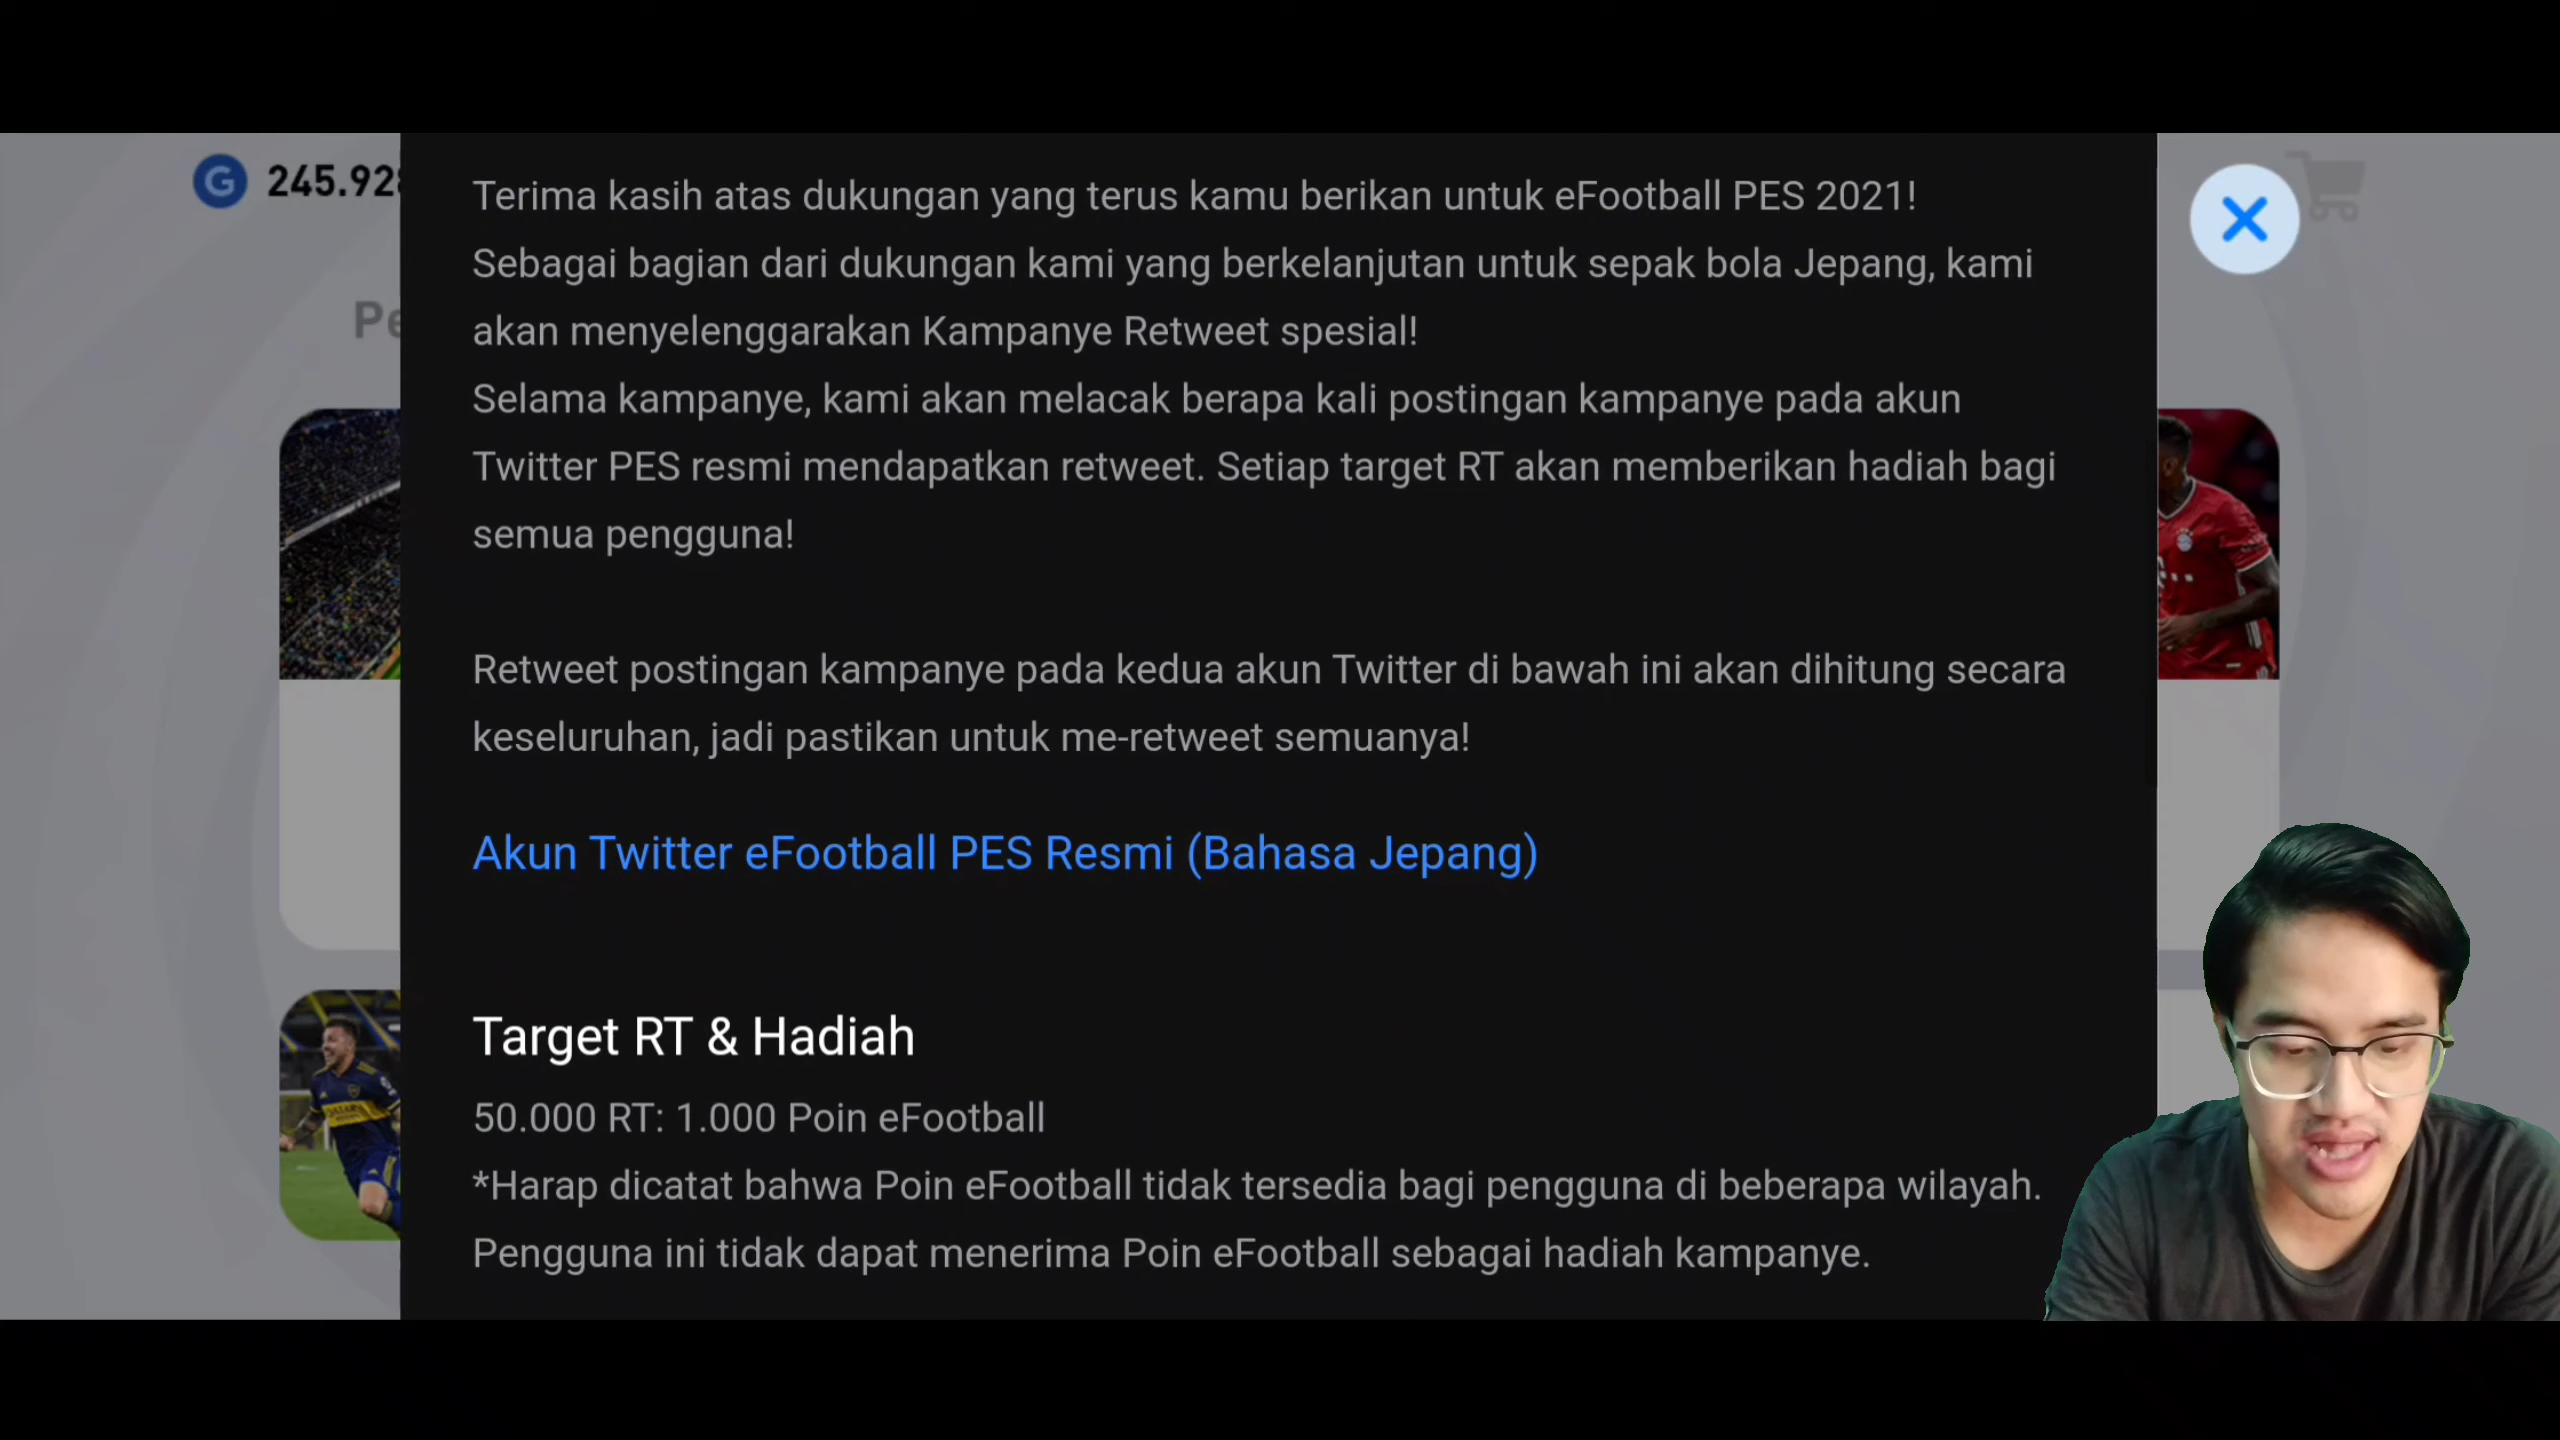 245.92
Pe
Terima kasih atas dukungan yang terus kamu berikan untuk eFootball PES 2021!
Sebagai bagian dari dukungan kami yang berkelanjutan untuk sepak bola Jepang, kami
akan menyelenggarakan Kampanye Retweet spesial!
Selama kampanye, kami akan melacak berapa kali postingan kampanye pada akun
Twitter PES resmi mendapatkan retweet. Setiap target RT akan memberikan hadiah bagi
semua pengguna!
Retweet postingan kampanye pada kedua akun Twitter di bawah ini akan dihitung secara
keseluruhan, jadi pastikan untuk me-retweet semuanya!
Akun Twitter eFootball PES Resmi (Bahasa Jepang)
Target RT & Hadiah
50.000 RT: 1.000 Poin eFootball
*Harap dicatat bahwa Poin eFootball tidak tersedia bagi pengguna di beberapa wilayah.
Pengguna ini tidak dapat menerima Poin eFootball sebagai hadiah kampanye.